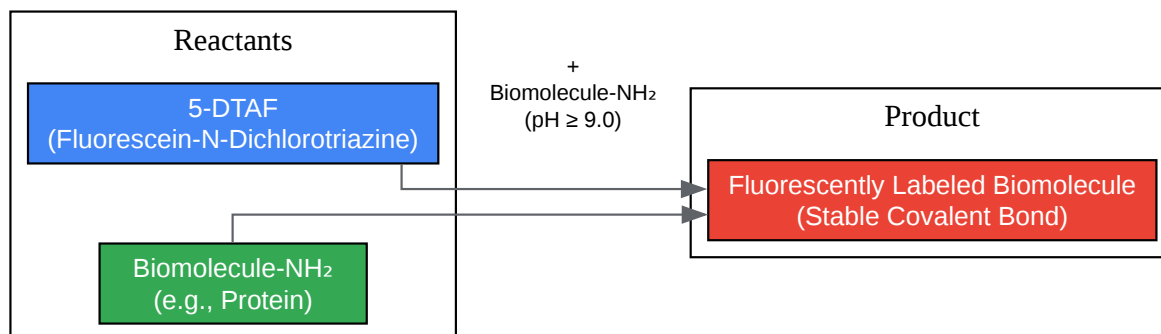 Reactants
5-DTAF
(Fluorescein-N-Dichlorotriazine)
Biomolecule-NH₂
(e.g., Protein)
+
Biomolecule-NH₂
(pH ≥ 9.0)
Product
Fluorescently Labeled Biomolecule
(Stable Covalent Bond)